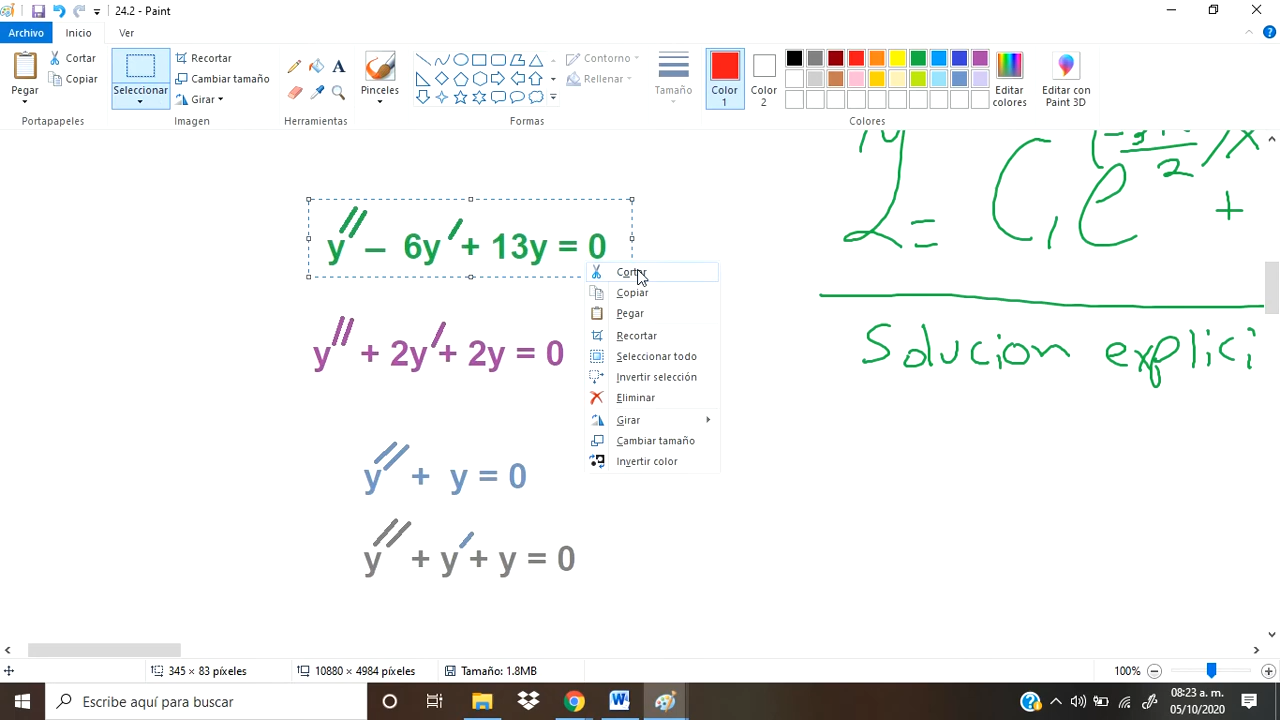 24.2 - Paint
Archivo Inicio Ver
Pegar
Cortar
Copiar
Portapapeles
Seleccionar
Recortar
Cambiar tamaño
Girar
Imagen
A
Herramientas
Pinceles
Contorno
Rellenar
Formas
Tamaño
Color 1
Color 2
Editar colores
Editar con Paint 3D
Colores
y'' – 6y' + 13y = 0
y'' + 2y' + 2y = 0
y'' + y = 0
y'' + y' + y = 0
Cortar
Copiar
Pegar
Recortar
Seleccionar todo
Invertir selección
Eliminar
Girar
Cambiar tamaño
Invertir color
y = C₁e +
2
Solucion explici
345 × 83 píxeles
10880 × 4984 píxeles
Tamaño: 1.8MB
100%
Escribe aquí para buscar
08:23 a. m.
05/10/2020